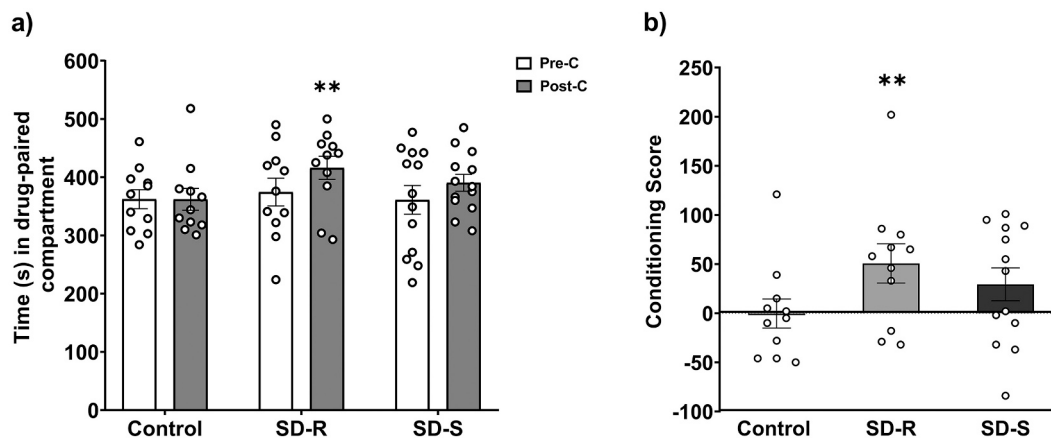 a)
Time (s) in drug-paired
compartment
600
500
400
300
200
100
0
Pre-C
Post-C
**
Control
SD-R
SD-S
b)
Conditioning Score
250
200
150
100
50
0
-50
-100
**
Control
SD-R
SD-S